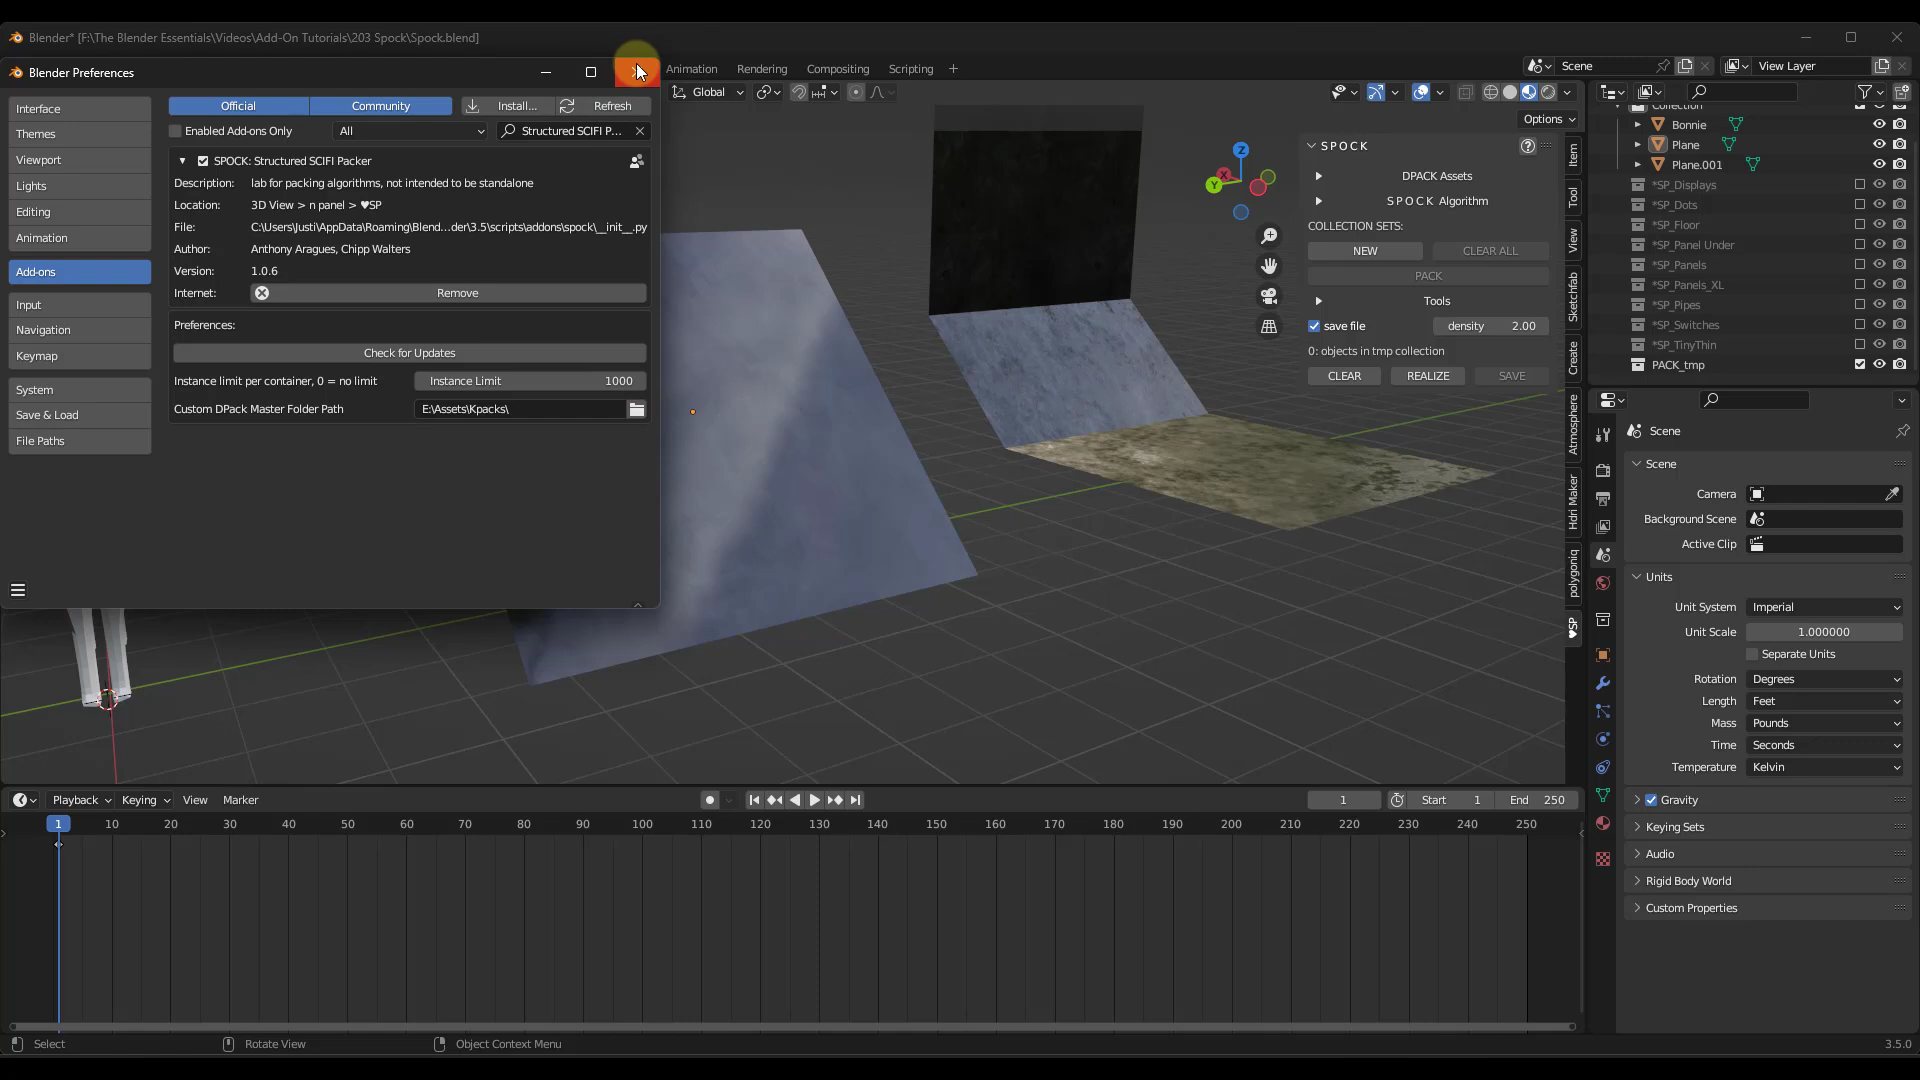 Blender* [F:\The Blender Essentials\Videos\Add-On Tutorials\203 Spock\Spock.blend]
Blender Preferences
Animation
Rendering
Compositing
Scripting
+
Scene
View Layer
Interface
Themes
Viewport
Lights
Editing
Animation
Add-ons
Input
Navigation
Keymap
System
Save & Load
File Paths
Official
Community
Install...
Refresh
Enabled Add-ons Only
All
Structured SCIFI P...
SPOCK: Structured SCIFI Packer
Description: lab for packing algorithms, not intended to be standalone
Location: 3D View > n panel > ♥SP
File: C:\Users\Justi\AppData\Roaming\Blend...der\3.5\scripts\addons\spock\__init__.py
Author: Anthony Aragues, Chipp Walters
Version: 1.0.6
Internet: Remove
Preferences:
Check for Updates
Instance limit per container, 0 = no limit
Instance Limit 1000
Custom DPack Master Folder Path
E:\Assets\Kpacks\
Global
Options
Z
X
Y
SPOCK
DPACK Assets
SPOCK Algorithm
COLLECTION SETS:
NEW
CLEAR ALL
PACK
Tools
save file
density 2.00
0: objects in tmp collection
CLEAR
REALIZE
SAVE
Item
Tool
View
Sketchfab
Create
Atmosphere
Hdri Maker
polygoniq
♥SP
Collection
Bonnie
Plane
Plane.001
*SP_Displays
*SP_Dots
*SP_Floor
*SP_Panel Under
*SP_Panels
*SP_Panels_XL
*SP_Pipes
*SP_Switches
*SP_TinyThin
PACK_tmp
Scene
Scene
Camera
Background Scene
Active Clip
Units
Unit System Imperial
Unit Scale 1.000000
Separate Units
Rotation Degrees
Length Feet
Mass Pounds
Time Seconds
Temperature Kelvin
Gravity
Keying Sets
Audio
Rigid Body World
Custom Properties
Playback
Keying
View
Marker
1
Start 1
End 250
1 10 20 30 40 50 60 70 80 90 100 110 120 130 140 150 160 170 180 190 200 210 220 230 240 250
Select
Rotate View
Object Context Menu
3.5.0